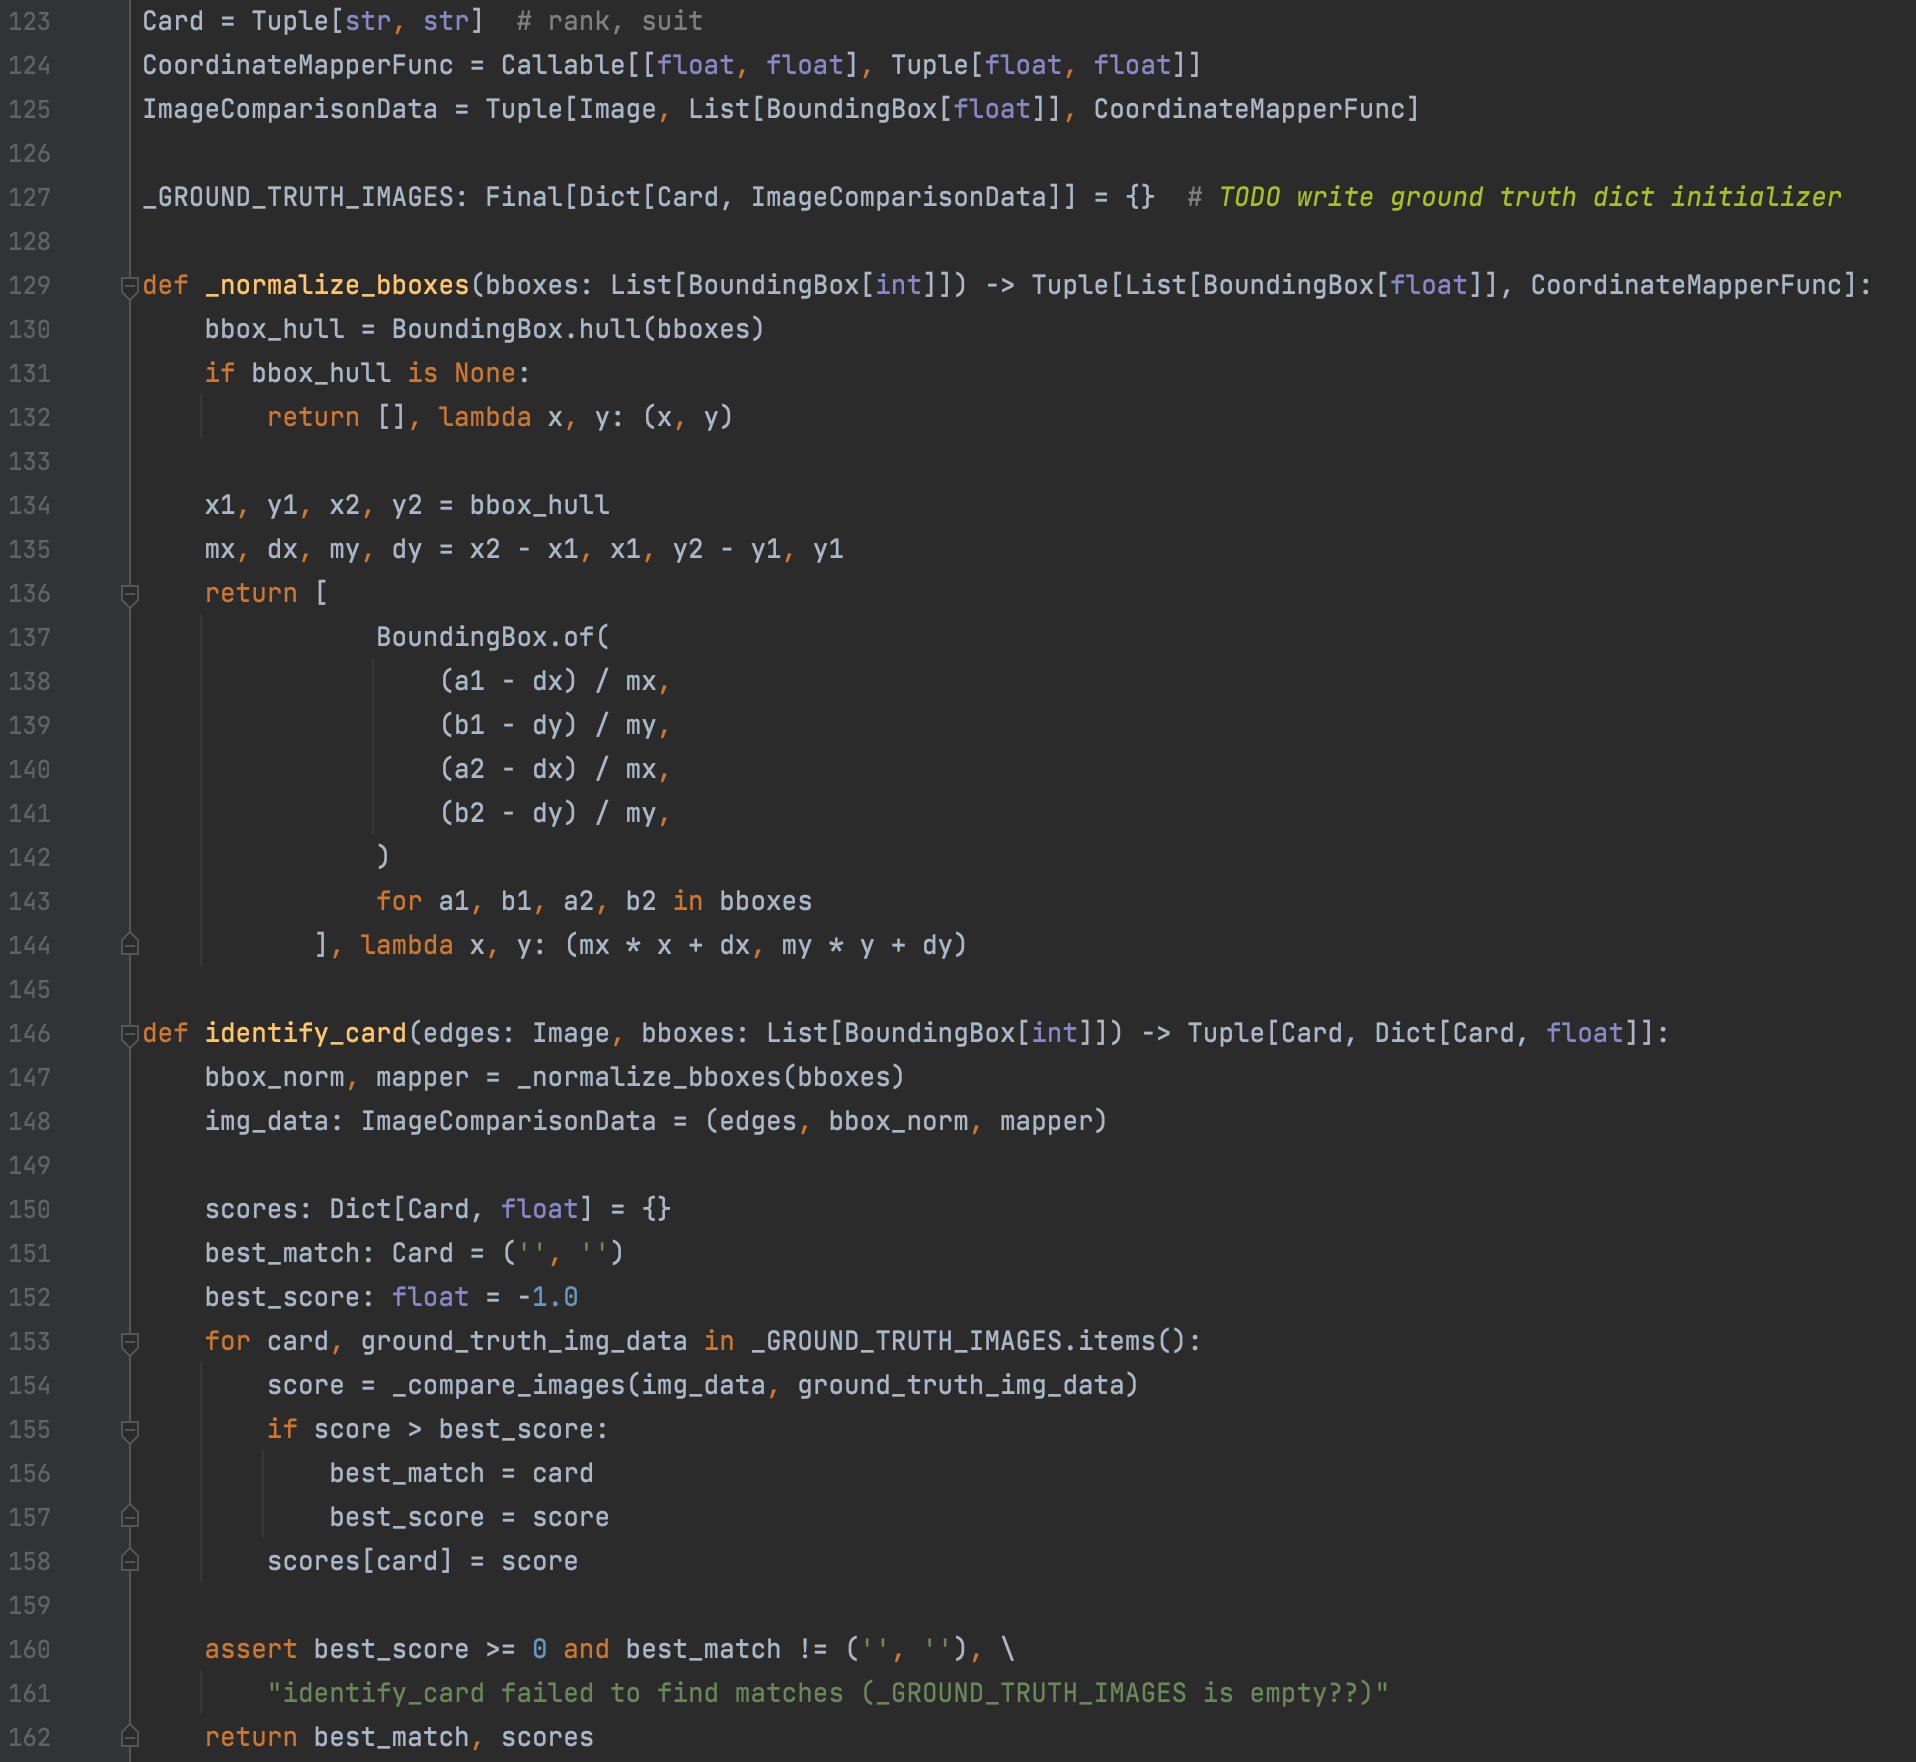 123 Card = Tuple[str, str]  # rank, suit
124 CoordinateMapperFunc = Callable[[float, float], Tuple[float, float]]
125 ImageComparisonData = Tuple[Image, List[BoundingBox[float]], CoordinateMapperFunc]
126
127 _GROUND_TRUTH_IMAGES: Final[Dict[Card, ImageComparisonData]] = {}  # TODO write ground truth dict initializer
128
129 def _normalize_bboxes(bboxes: List[BoundingBox[int]]) -> Tuple[List[BoundingBox[float]], CoordinateMapperFunc]:
130     bbox_hull = BoundingBox.hull(bboxes)
131     if bbox_hull is None:
132         return [], lambda x, y: (x, y)
133
134     x1, y1, x2, y2 = bbox_hull
135     mx, dx, my, dy = x2 - x1, x1, y2 - y1, y1
136     return [
137                BoundingBox.of(
138                    (a1 - dx) / mx,
139                    (b1 - dy) / my,
140                    (a2 - dx) / mx,
141                    (b2 - dy) / my,
142                )
143                for a1, b1, a2, b2 in bboxes
144            ], lambda x, y: (mx * x + dx, my * y + dy)
145
146 def identify_card(edges: Image, bboxes: List[BoundingBox[int]]) -> Tuple[Card, Dict[Card, float]]:
147     bbox_norm, mapper = _normalize_bboxes(bboxes)
148     img_data: ImageComparisonData = (edges, bbox_norm, mapper)
149
150     scores: Dict[Card, float] = {}
151     best_match: Card = ('', '')
152     best_score: float = -1.0
153     for card, ground_truth_img_data in _GROUND_TRUTH_IMAGES.items():
154         score = _compare_images(img_data, ground_truth_img_data)
155         if score > best_score:
156             best_match = card
157             best_score = score
158         scores[card] = score
159
160     assert best_score >= 0 and best_match != ('', ''), \
161         "identify_card failed to find matches (_GROUND_TRUTH_IMAGES is empty??)"
162     return best_match, scores